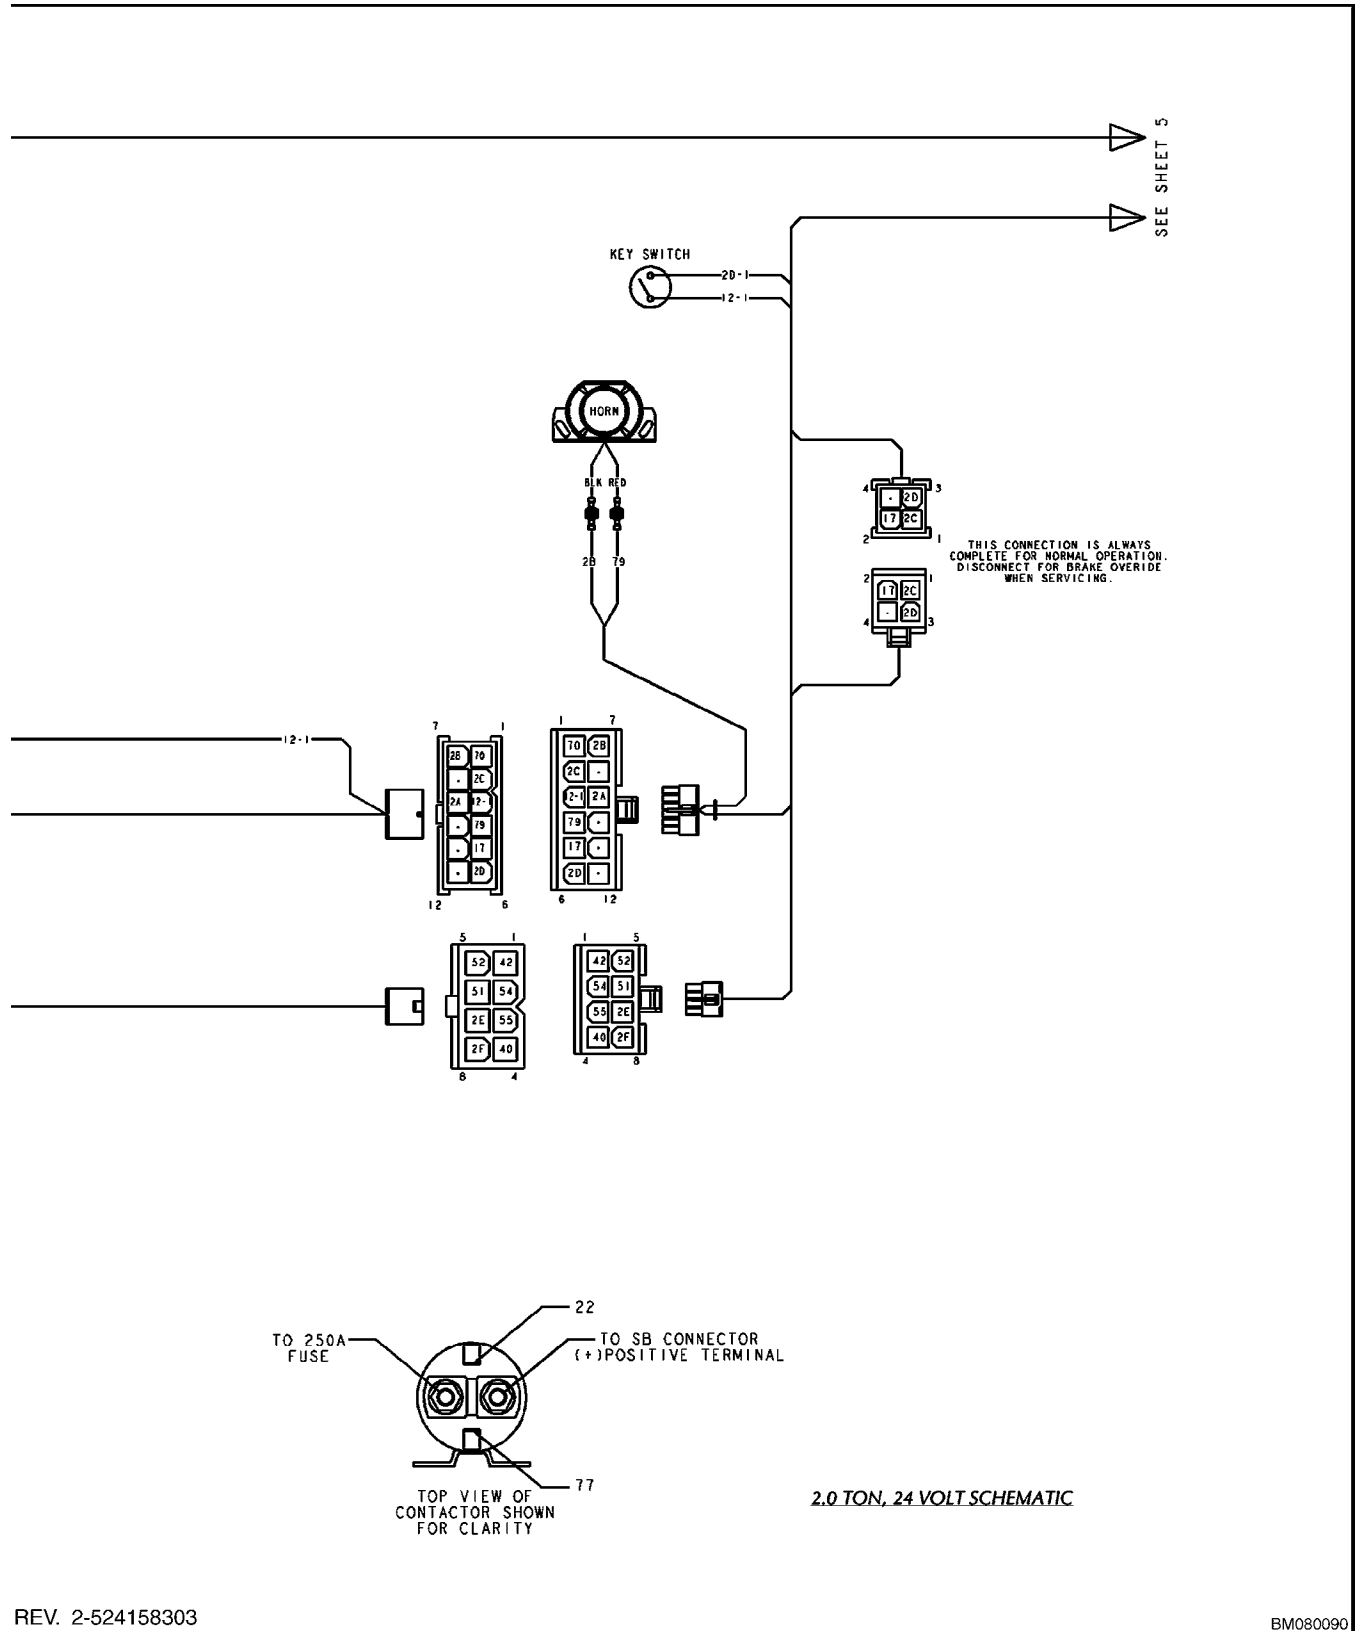 SEE SHEET 5
KEY SWITCH
2D-1
12-1
HORN
BLK RED
2B 79
4 3
· 2D
17 2C
2 1
THIS CONNECTION IS ALWAYS
COMPLETE FOR NORMAL OPERATION.
DISCONNECT FOR BRAKE OVERIDE
WHEN SERVICING.
2 1
17 2C
· 2D
4 3
12-1
7 1
2B 70
· 2C
2A 12-1
· 79
· 17
· 2D
12 6
1 7
70 2B
2C ·
12-1 2A
79 ·
17 ·
2D ·
6 12
5 1
52 42
51 54
2E 55
2F 40
8 4
1 5
42 52
54 51
55 2E
40 2F
4 8
22
TO 250A
FUSE
TO SB CONNECTOR
(+)POSITIVE TERMINAL
77
TOP VIEW OF
CONTACTOR SHOWN
FOR CLARITY
2.0 TON, 24 VOLT SCHEMATIC
REV. 2-524158303
BM080090